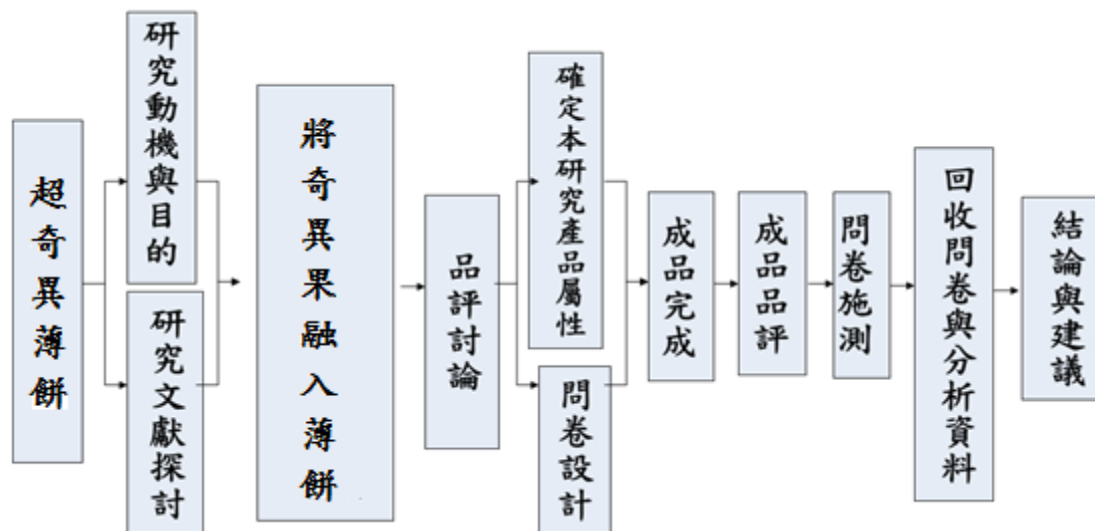 超奇異薄餅
研究動機與目的
研究文獻探討
將奇異果融入薄餅
品評討論
確定本研究產品屬性
問卷設計
成品完成
成品品評
問卷施測
回收問卷與分析資料
結論與建議